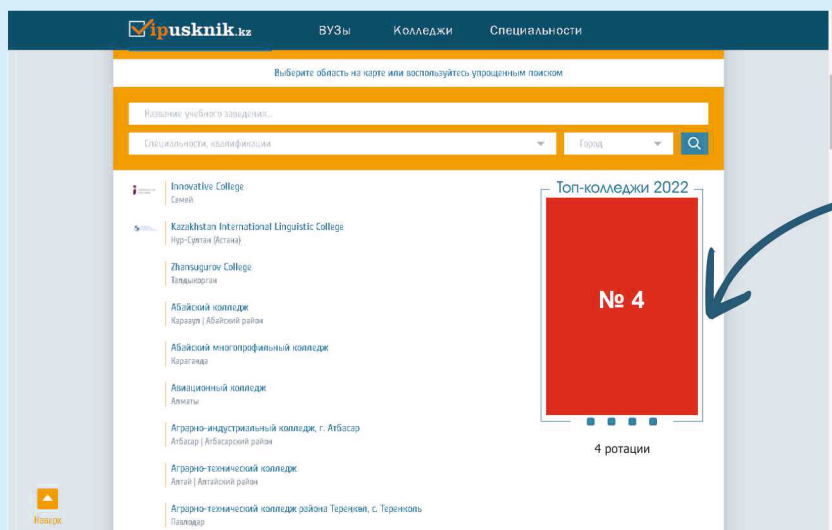 Vipusknik.kz
ВУЗы Колледжи Специальности
Выберите область на карте или воспользуйтесь упрощенным поиском
Название учебного заведения...
Специальности, квалификации
Город
Innovative College
Семей
Kazakhstan International Linguistic College
Нур-Султан (Астана)
Zhansugurov College
Талдыкорган
Абайский колледж
Караауул | Абайский район
Абайский многопрофильный колледж
Караганда
Авиационный колледж
Алматы
Аграрно-индустриальный колледж, г. Атбасар
Атбасар | Атбасарский район
Аграрно-технический колледж
Алтай | Алтайский район
Аграрно-технический колледж района Теренкөл, с. Теренколь
Павлодар
Топ-колледжи 2022
№ 4
4 ротации
Наверх